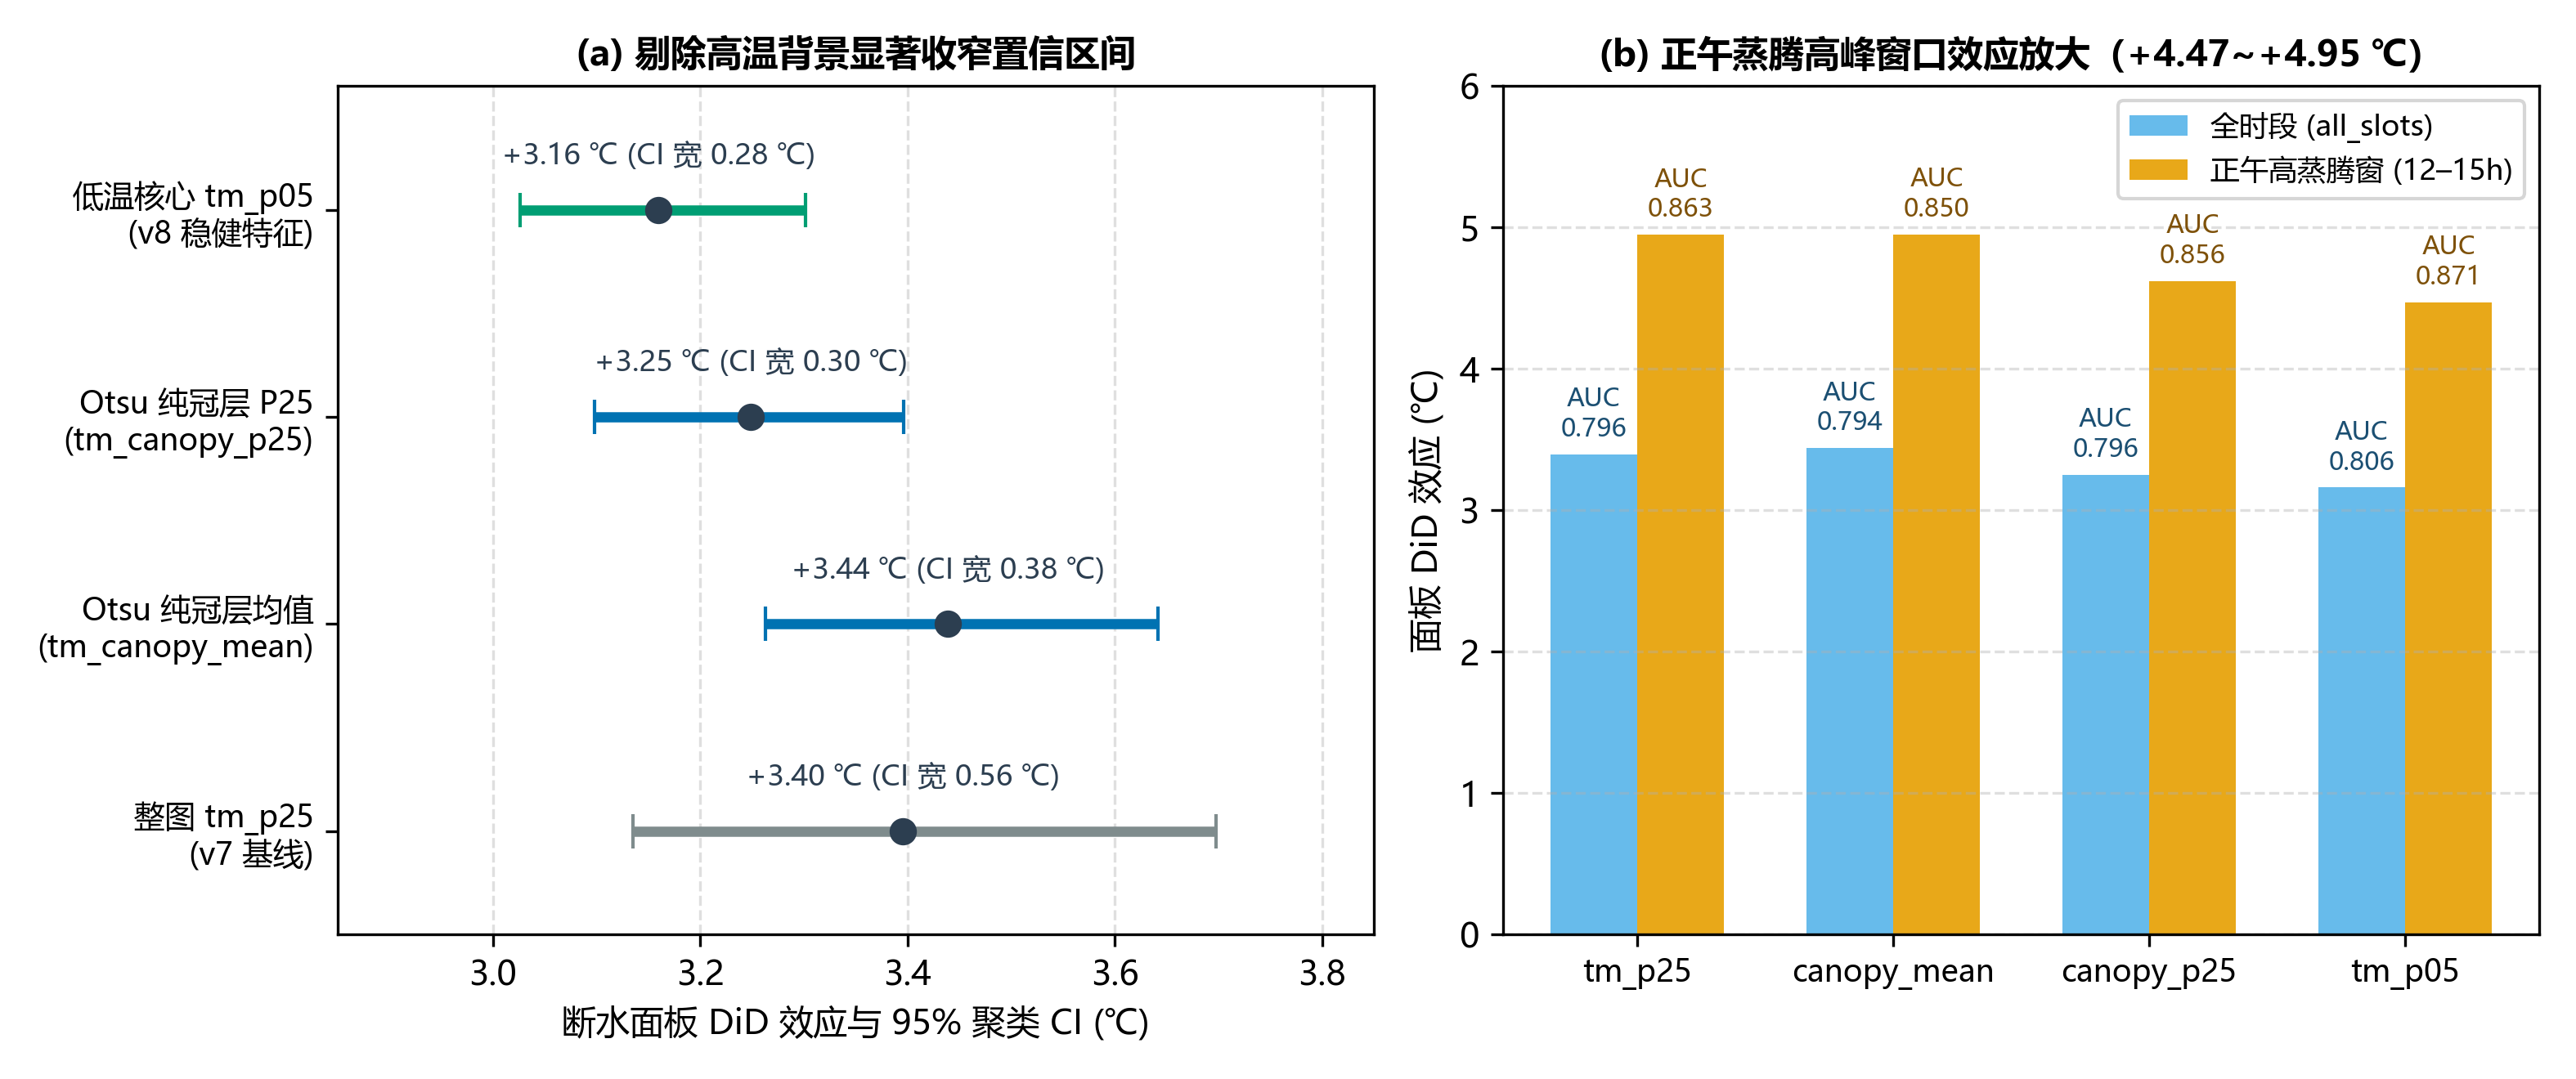 (a) 剔除高温背景显著收窄置信区间
低温核心 tm_p05
(v8 稳健特征)
+3.16 ℃ (CI 宽 0.28 ℃)
Otsu 纯冠层 P25
(tm_canopy_p25)
+3.25 ℃ (CI 宽 0.30 ℃)
Otsu 纯冠层均值
(tm_canopy_mean)
+3.44 ℃ (CI 宽 0.38 ℃)
整图 tm_p25
(v7 基线)
+3.40 ℃ (CI 宽 0.56 ℃)
3.0 3.2 3.4 3.6 3.8
断水面板 DiD 效应与 95% 聚类 CI (℃)
(b) 正午蒸腾高峰窗口效应放大 (+4.47~+4.95 ℃)
全时段 (all_slots)
正午高蒸腾窗 (12–15h)
面板 DiD 效应 (℃)
6
5
4
3
2
1
0
AUC
0.796
AUC
0.863
AUC
0.794
AUC
0.850
AUC
0.796
AUC
0.856
AUC
0.806
AUC
0.871
tm_p25 canopy_mean canopy_p25 tm_p05